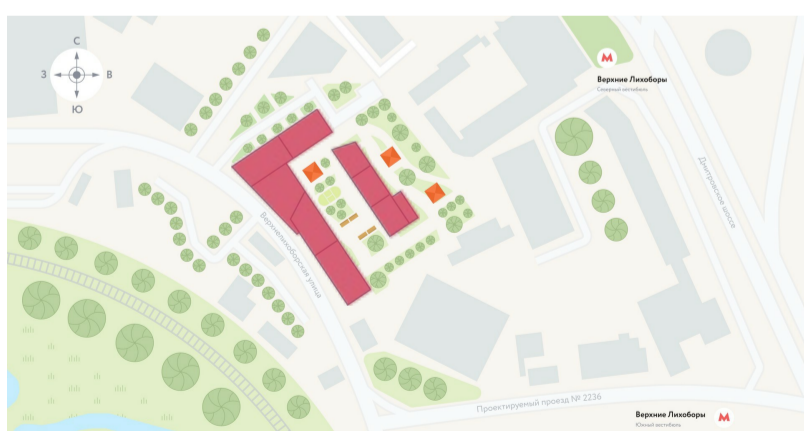 С
З В
Ю
М
Верхние Лихоборы
Северный вестибюль
Дмитровское шоссе
Верхнелихоборская улица
Проектируемый проезд № 2236
Верхние Лихоборы М
Южный вестибюль